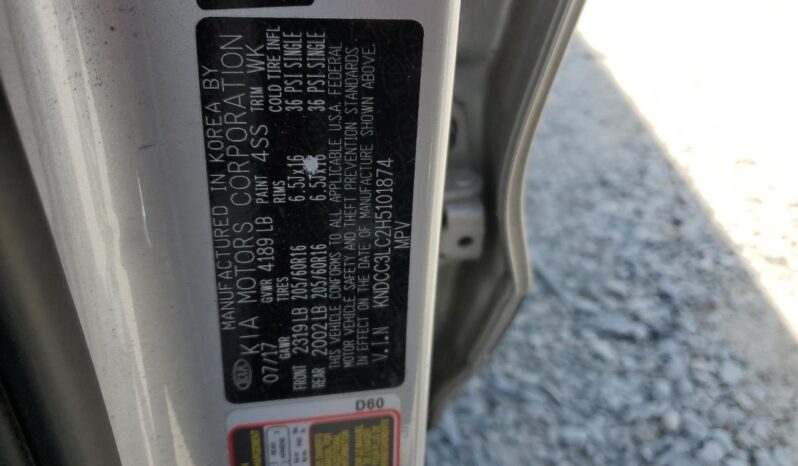 MANUFACTURED IN KOREA BY
KIA MOTORS CORPORATION
07/17 GVWR 4189 LB PAINT 4SS TRIM WK
GAWR TIRES RIMS COLD TIRE INFL
FRONT 2319 LB 205/60R16 6.5JX16 36 PSI SINGLE
REAR 2002 LB 205/60R16 6.5JX16 36 PSI SINGLE
THIS VEHICLE CONFORMS TO ALL APPLICABLE U.S.A. FEDERAL
MOTOR VEHICLE SAFETY AND THEFT PREVENTION STANDARDS
IN EFFECT ON THE DATE OF MANUFACTURE SHOWN ABOVE.
V.I.N KNDCC3LC2H5101874
MPV
KIA
D60